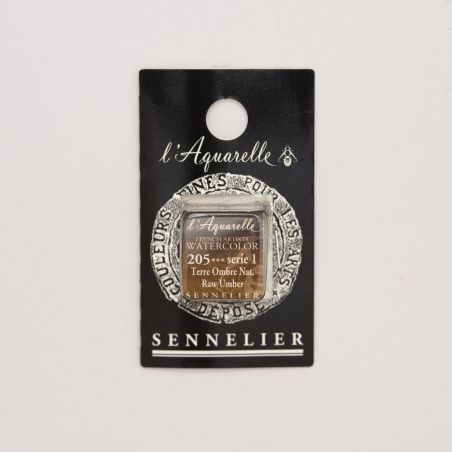 l'Aquarelle
COULEURS FINES POUR LES ARTS
DÉPOSÉ
l'Aquarelle
FRENCH ARTISTS'
WATERCOLOR
205*** serie 1
Terre Ombre Nat.
Raw Umber
SENNELIER
SENNELIER